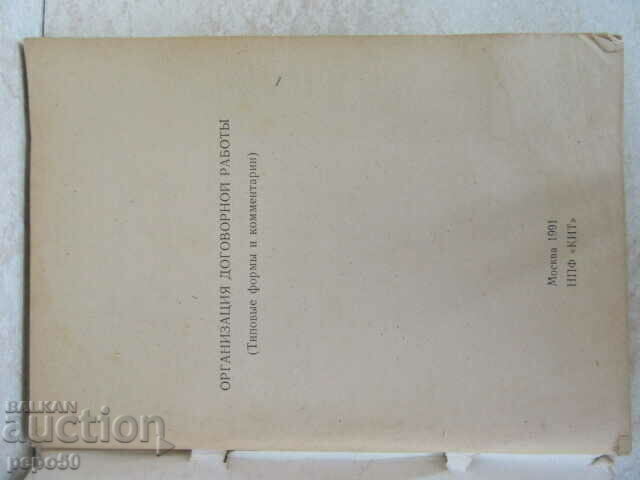 ОРГАНИЗАЦИЯ ДОГОВОРНОЙ РАБОТЫ
(Типовые формы и комментарии)
Москва 1991
НПФ «КИТ»
BALKAN
auction
pepo50